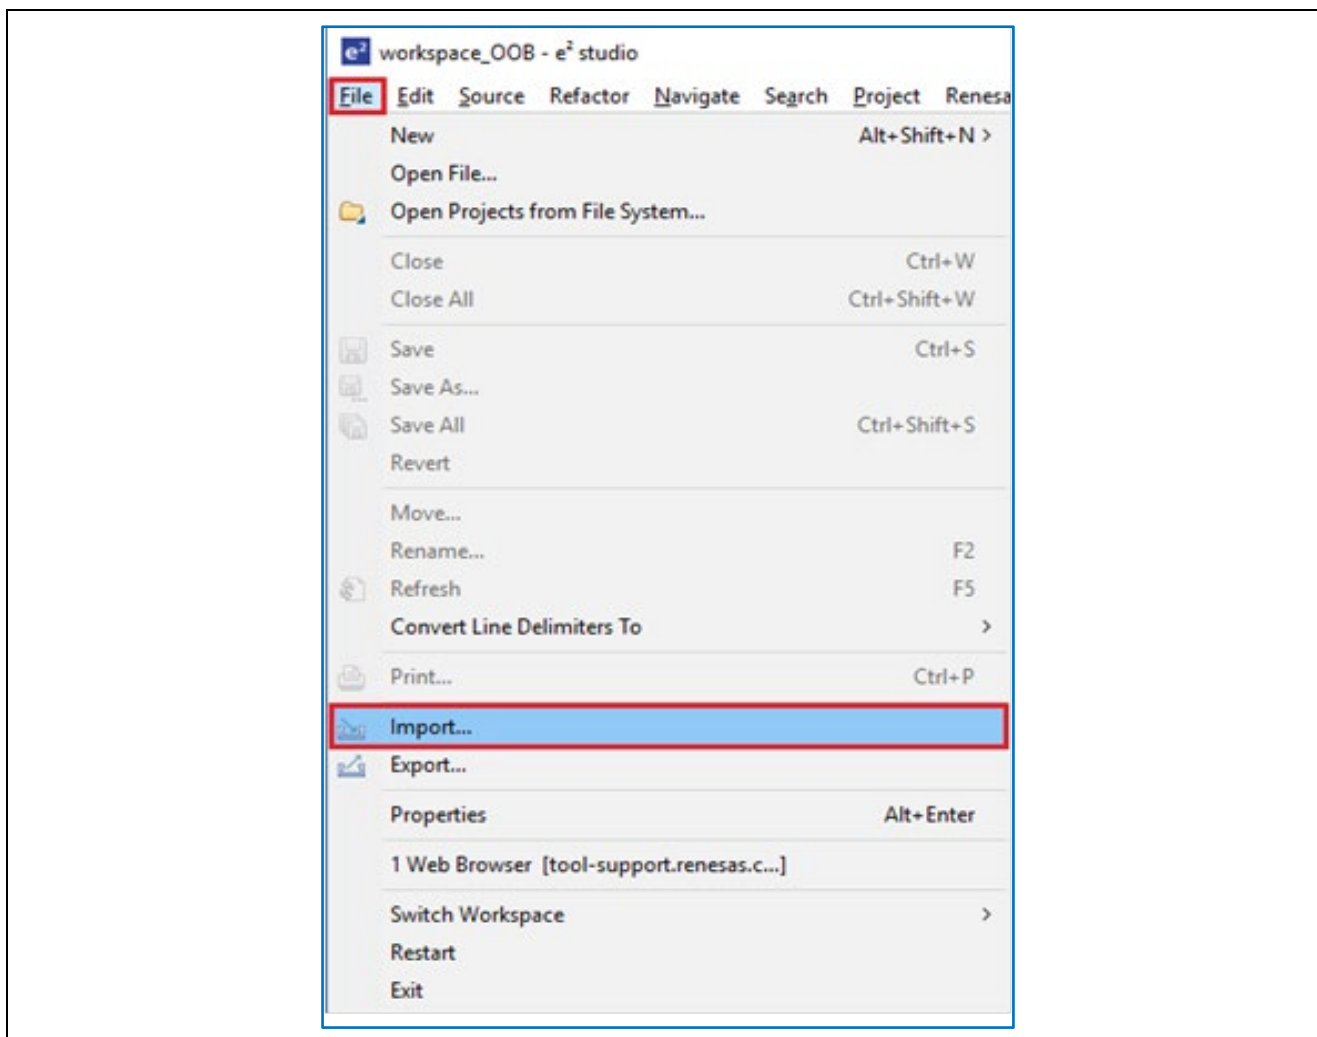 e² workspace_OOB - e² studio
File Edit Source Refactor Navigate Search Project Renesa
New Alt+Shift+N >
Open File...
Open Projects from File System...
Close Ctrl+W
Close All Ctrl+Shift+W
Save Ctrl+S
Save As...
Save All Ctrl+Shift+S
Revert
Move...
Rename... F2
Refresh F5
Convert Line Delimiters To >
Print... Ctrl+P
Import...
Export...
Properties Alt+Enter
1 Web Browser [tool-support.renesas.c...]
Switch Workspace >
Restart
Exit